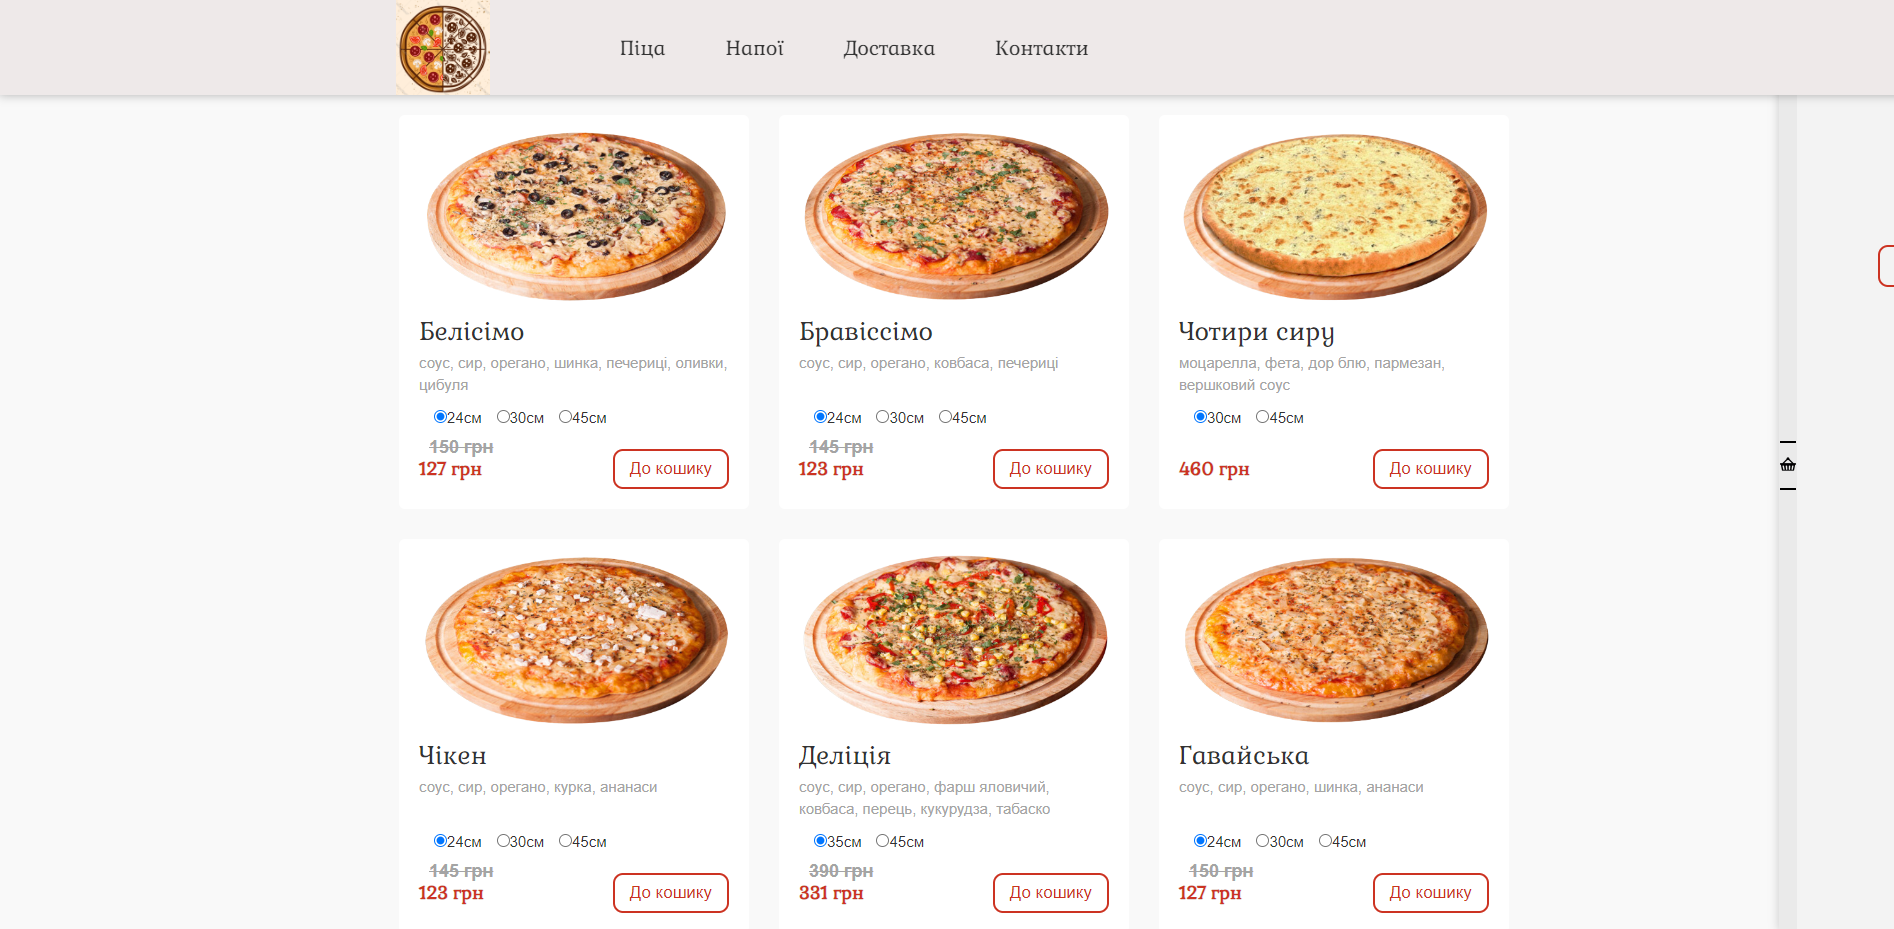 Піца Напої Доставка Контакти
Белісімо
соус, сир, орегано, шинка, печериці, оливки,
цибуля
24см 30см 45см
150 грн
127 грн
До кошику
Бравіссімо
соус, сир, орегано, ковбаса, печериці
24см 30см 45см
145 грн
123 грн
До кошику
Чотири сиру
моцарелла, фета, дор блю, пармезан,
вершковий соус
30см 45см
460 грн
До кошику
Чікен
соус, сир, орегано, курка, ананаси
24см 30см 45см
145 грн
123 грн
До кошику
Деліція
соус, сир, орегано, фарш яловичий,
ковбаса, перець, кукурудза, табаско
35см 45см
390 грн
331 грн
До кошику
Гавайська
соус, сир, орегано, шинка, ананаси
24см 30см 45см
150 грн
127 грн
До кошику